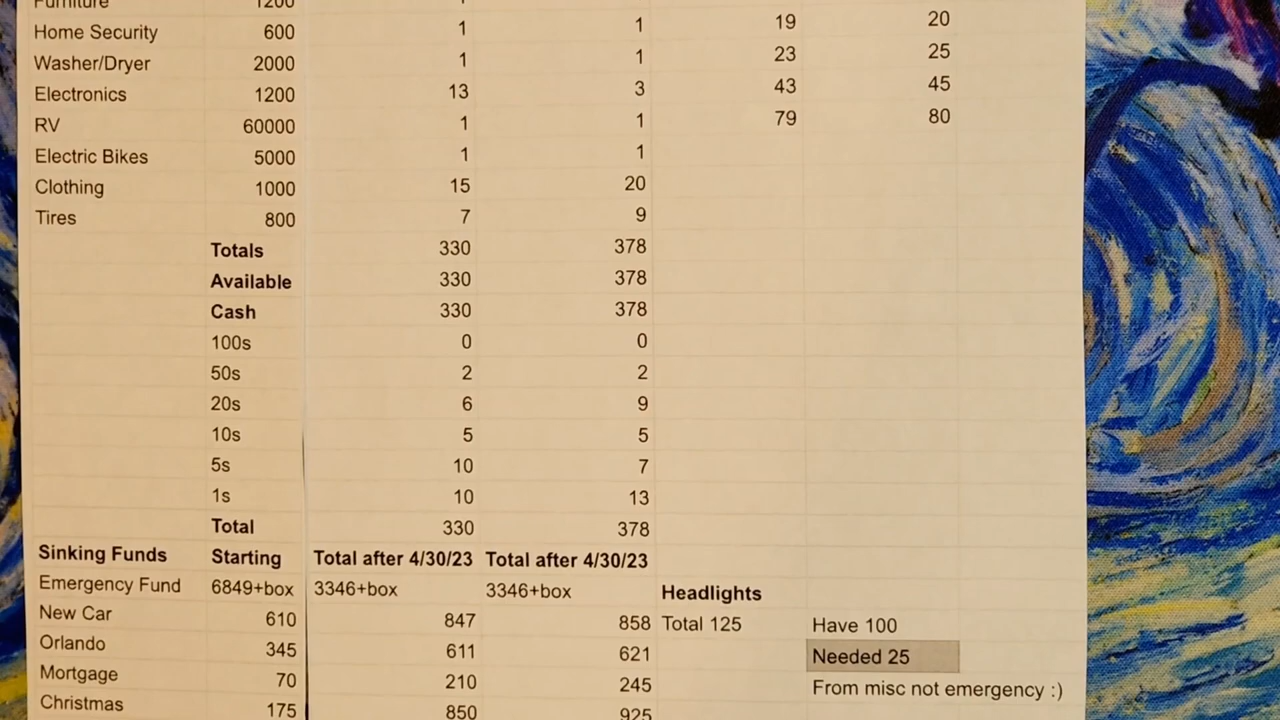 Furniture 1200
Home Security 600 1 1 19 20
Washer/Dryer 2000 1 1 23 25
Electronics 1200 13 3 43 45
RV 60000 1 1 79 80
Electric Bikes 5000 1 1
Clothing 1000 15 20
Tires 800 7 9
Totals 330 378
Available 330 378
Cash 330 378
100s 0 0
50s 2 2
20s 6 9
10s 5 5
5s 10 7
1s 10 13
Total 330 378
Sinking Funds Starting Total after 4/30/23 Total after 4/30/23
Emergency Fund 6849+box 3346+box 3346+box Headlights
New Car 610 847 858 Total 125 Have 100
Orlando 345 611 621 Needed 25
Mortgage 70 210 245 From misc not emergency :)
Christmas 175 850 925